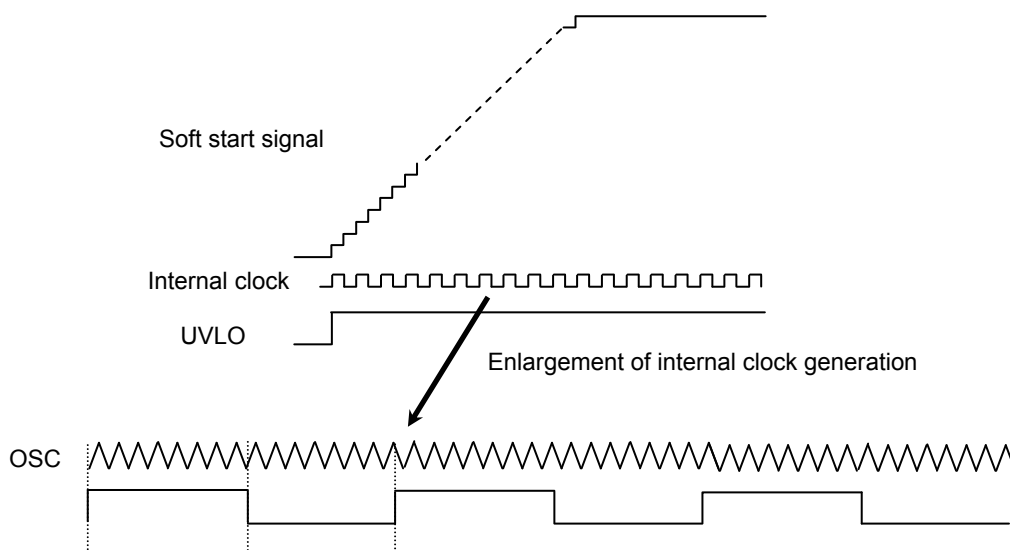 Soft start signal
Internal clock
UVLO
Enlargement of internal clock generation
OSC